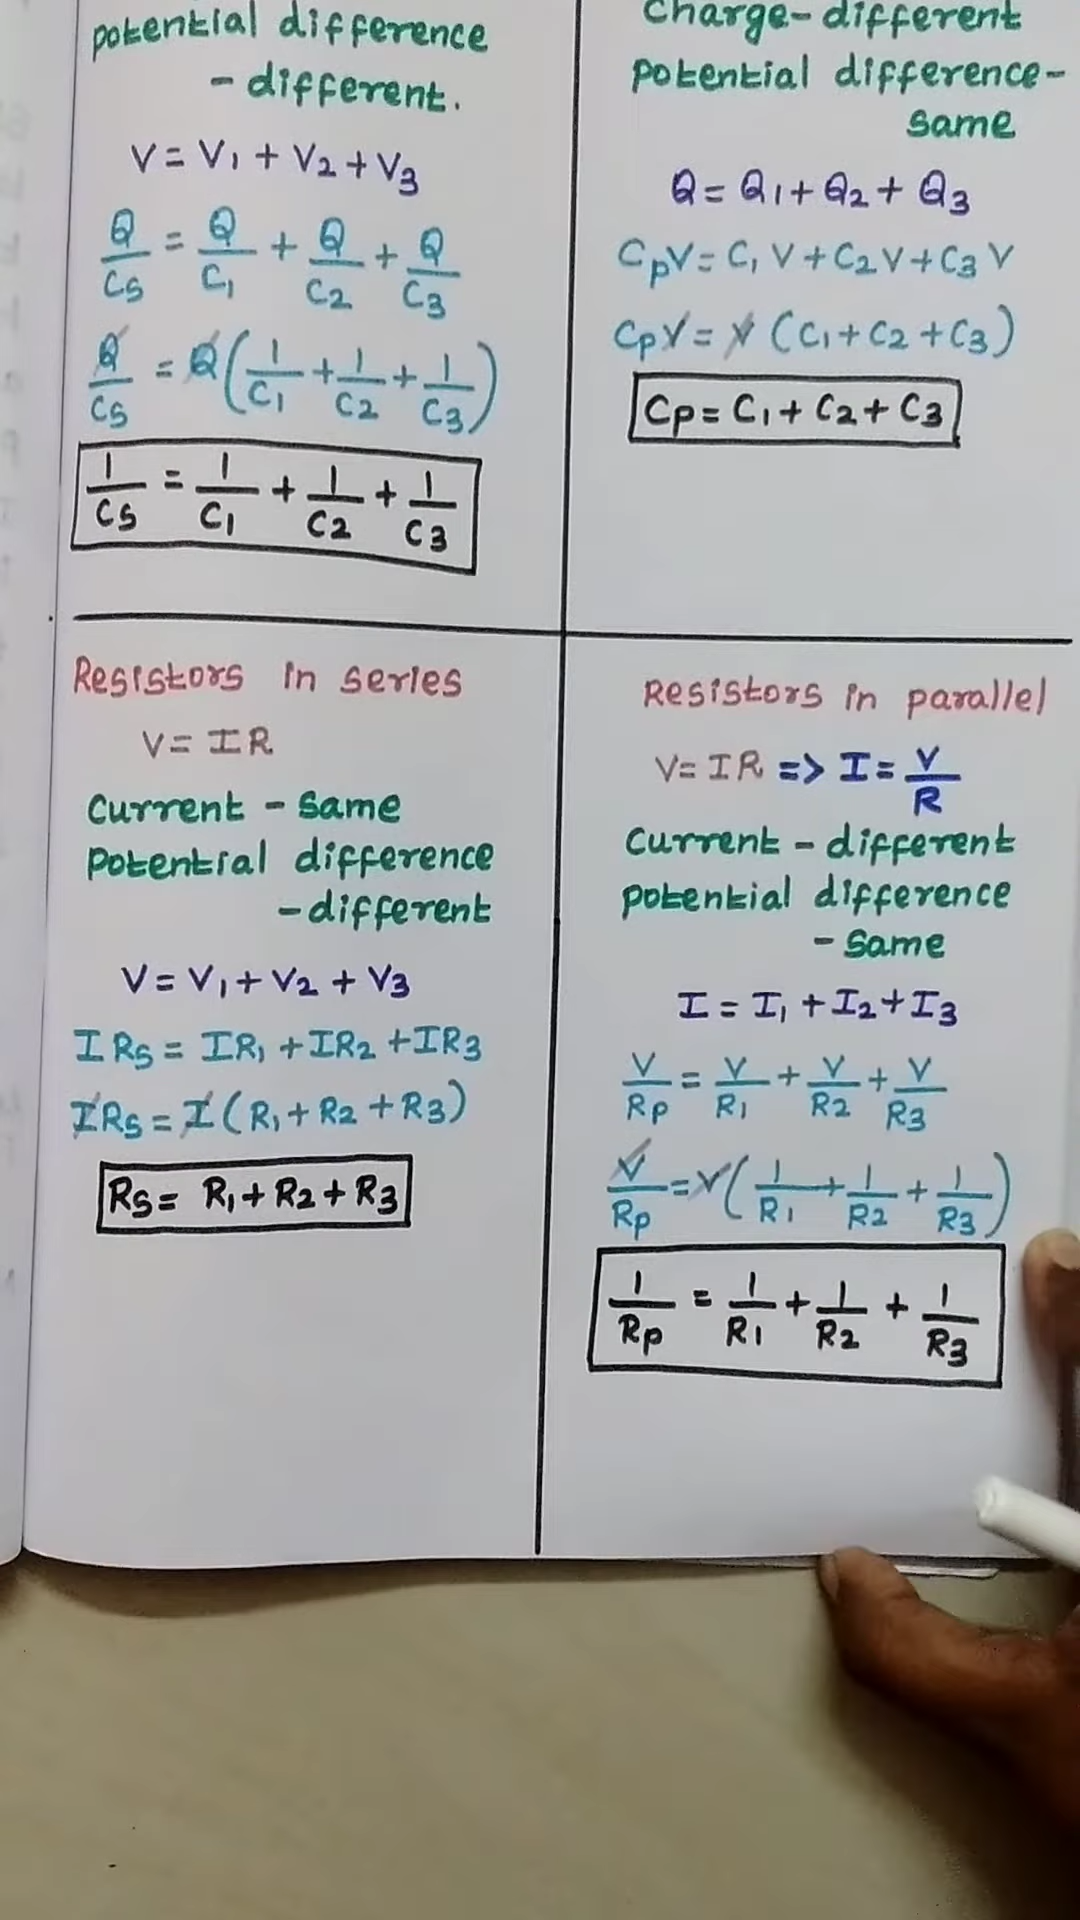 potential difference
- different.
V = V₁ + V₂ + V₃
Q/Cs = Q/C₁ + Q/C₂ + Q/C₃
Q/Cs = Q(1/C₁ + 1/C₂ + 1/C₃)
1/Cs = 1/C₁ + 1/C₂ + 1/C₃
Charge - different
Potential difference -
same
Q = Q₁ + Q₂ + Q₃
CpV = C₁V + C₂V + C₃V
CpV = V (C₁ + C₂ + C₃)
Cp = C₁ + C₂ + C₃
Resistors in series
V = IR
Current - same
Potential difference
- different
V = V₁ + V₂ + V₃
IRs = IR₁ + IR₂ + IR₃
IRs = I(R₁ + R₂ + R₃)
Rs = R₁ + R₂ + R₃
Resistors in parallel
V = IR => I = V/R
Current - different
potential difference
- same
I = I₁ + I₂ + I₃
V/Rp = V/R₁ + V/R₂ + V/R₃
V/Rp = V(1/R₁ + 1/R₂ + 1/R₃)
1/Rp = 1/R₁ + 1/R₂ + 1/R₃